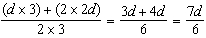 (d × 3) + (2 × 2d) / 2 × 3 = 3d + 4d / 6 = 7d / 6